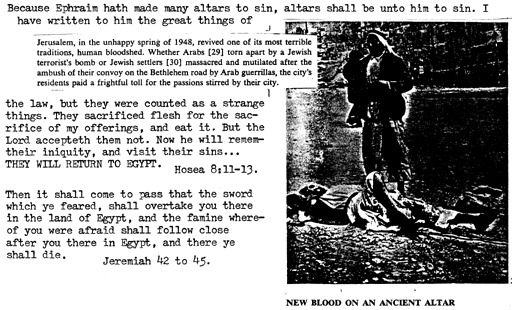 Because Ephraim hath made many altars to sin, altars shall be unto him to sin. I
have written to him the great things of
Jerusalem, in the unhappy spring of 1948, revived one of its most terrible
traditions, human bloodshed. Whether Arabs [29] torn apart by a Jewish
terrorist's bomb or Jewish settlers [30] massacred and mutilated after the
ambush of their convoy on the Bethlehem road by Arab guerrillas, the city's
residents paid a frightful toll for the passions stirred by their city.
the law, but they were counted as a strange
things. They sacrificed flesh for the sac-
rifice of my offerings, and eat it. But the
Lord accepteth them not. Now he will remem-
their iniquity, and visit their sins...
THEY WILL RETURN TO EGYPT.
Hosea 8:11-13.
Then it shall come to pass that the sword
which ye feared, shall overtake you there
in the land of Egypt, and the famine where-
of you were afraid shall follow close
after you there in Egypt, and there ye
shall die.
Jeremiah 42 to 45.
NEW BLOOD ON AN ANCIENT ALTAR